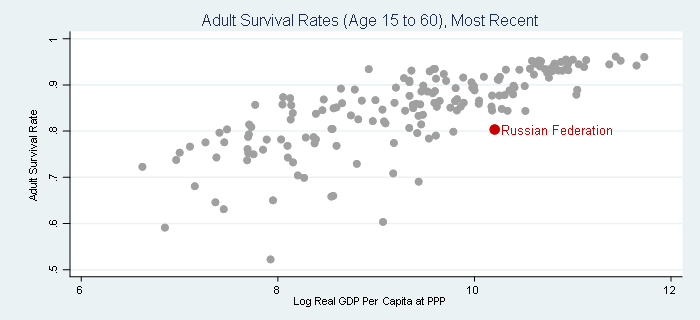 Adult Survival Rates (Age 15 to 60), Most Recent
1
.9
.8
.7
.6
.5
Adult Survival Rate
Russian Federation
6 8 10 12
Log Real GDP Per Capita at PPP